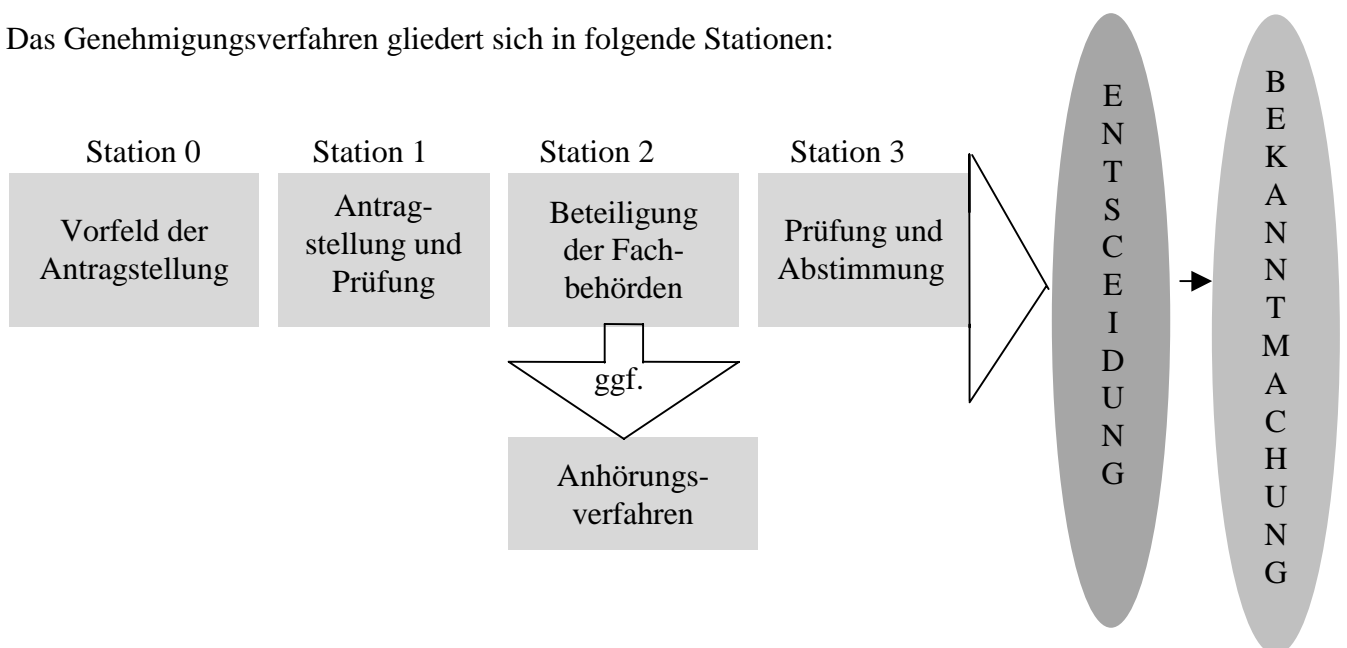 Das Genehmigungsverfahren gliedert sich in folgende Stationen:
Station 0
Vorfeld der
Antragstellung
Station 1
Antrag-
stellung und
Prüfung
Station 2
Beteiligung
der Fach-
behörden
ggf.
Anhörungs-
verfahren
Station 3
Prüfung und
Abstimmung
E
N
T
S
C
E
I
D
U
N
G
B
E
K
A
N
N
T
M
A
C
H
U
N
G